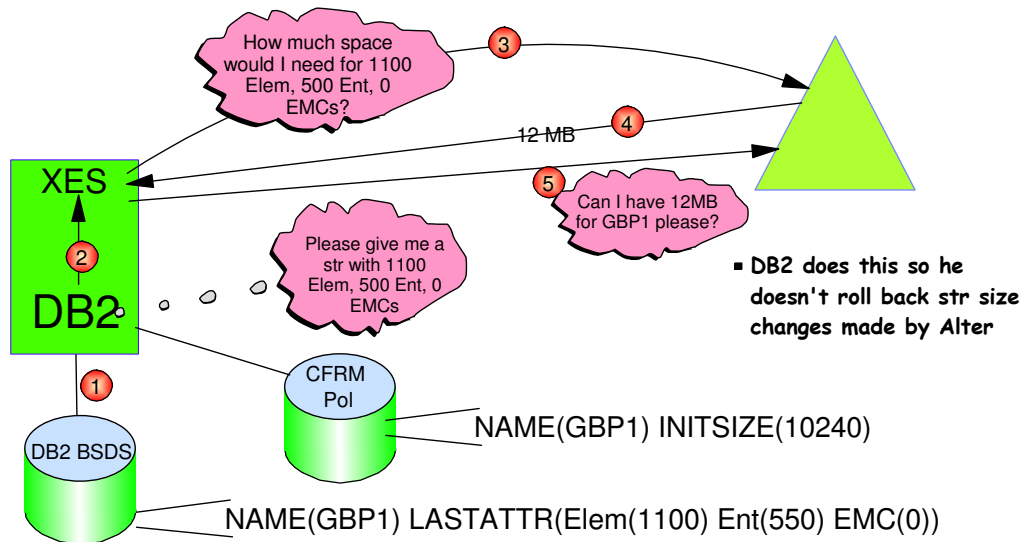 How much space
would I need for 1100
Elem, 500 Ent, 0
EMCs?
3
4
12 MB
XES
5
Can I have 12MB
for GBP1 please?
2
Please give me a
str with 1100
Elem, 500 Ent, 0
EMCs
DB2
▪ DB2 does this so he
doesn't roll back str size
changes made by Alter
1
CFRM
Pol
NAME(GBP1) INITSIZE(10240)
DB2 BSDS
NAME(GBP1) LASTATTR(Elem(1100) Ent(550) EMC(0))